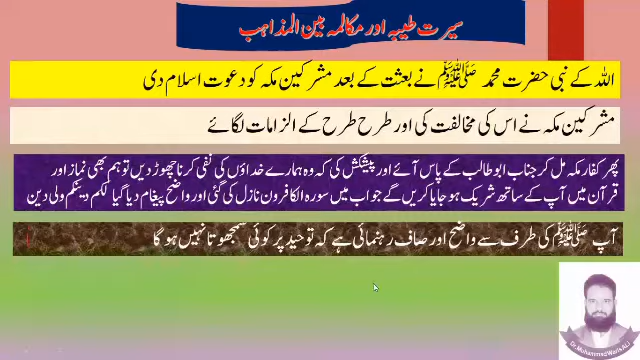 سیرت طیبہ اور مکالمہ بین المذاہب
اللہ کے نبی حضرت محمد ﷺ نے بعثت کے بعد مشرکین مکہ کو دعوت اسلام دی
مشرکین مکہ نے اس کی مخالفت کی اور طرح طرح کے الزامات لگائے
پھر کفار مکہ مل کر جناب ابوطالب کے پاس آئے اور پیشکش کی کہ وہ ہمارے خداؤں کی نفی کرنا چھوڑ دیں تو ہم بھی نماز اور
قرآن میں آپ کے ساتھ شریک ہو جایا کریں گے جواب میں سورہ الکافرون نازل کی گئی اور واضح پیغام دیا گیا لکم دینکم ولی دین
آپ ﷺ کی طرف سے واضح اور صاف رہنمائی ہے کہ توحید پر کوئی سمجھوتا نہیں ہو گا
Dr.Muhammad Waris ALI